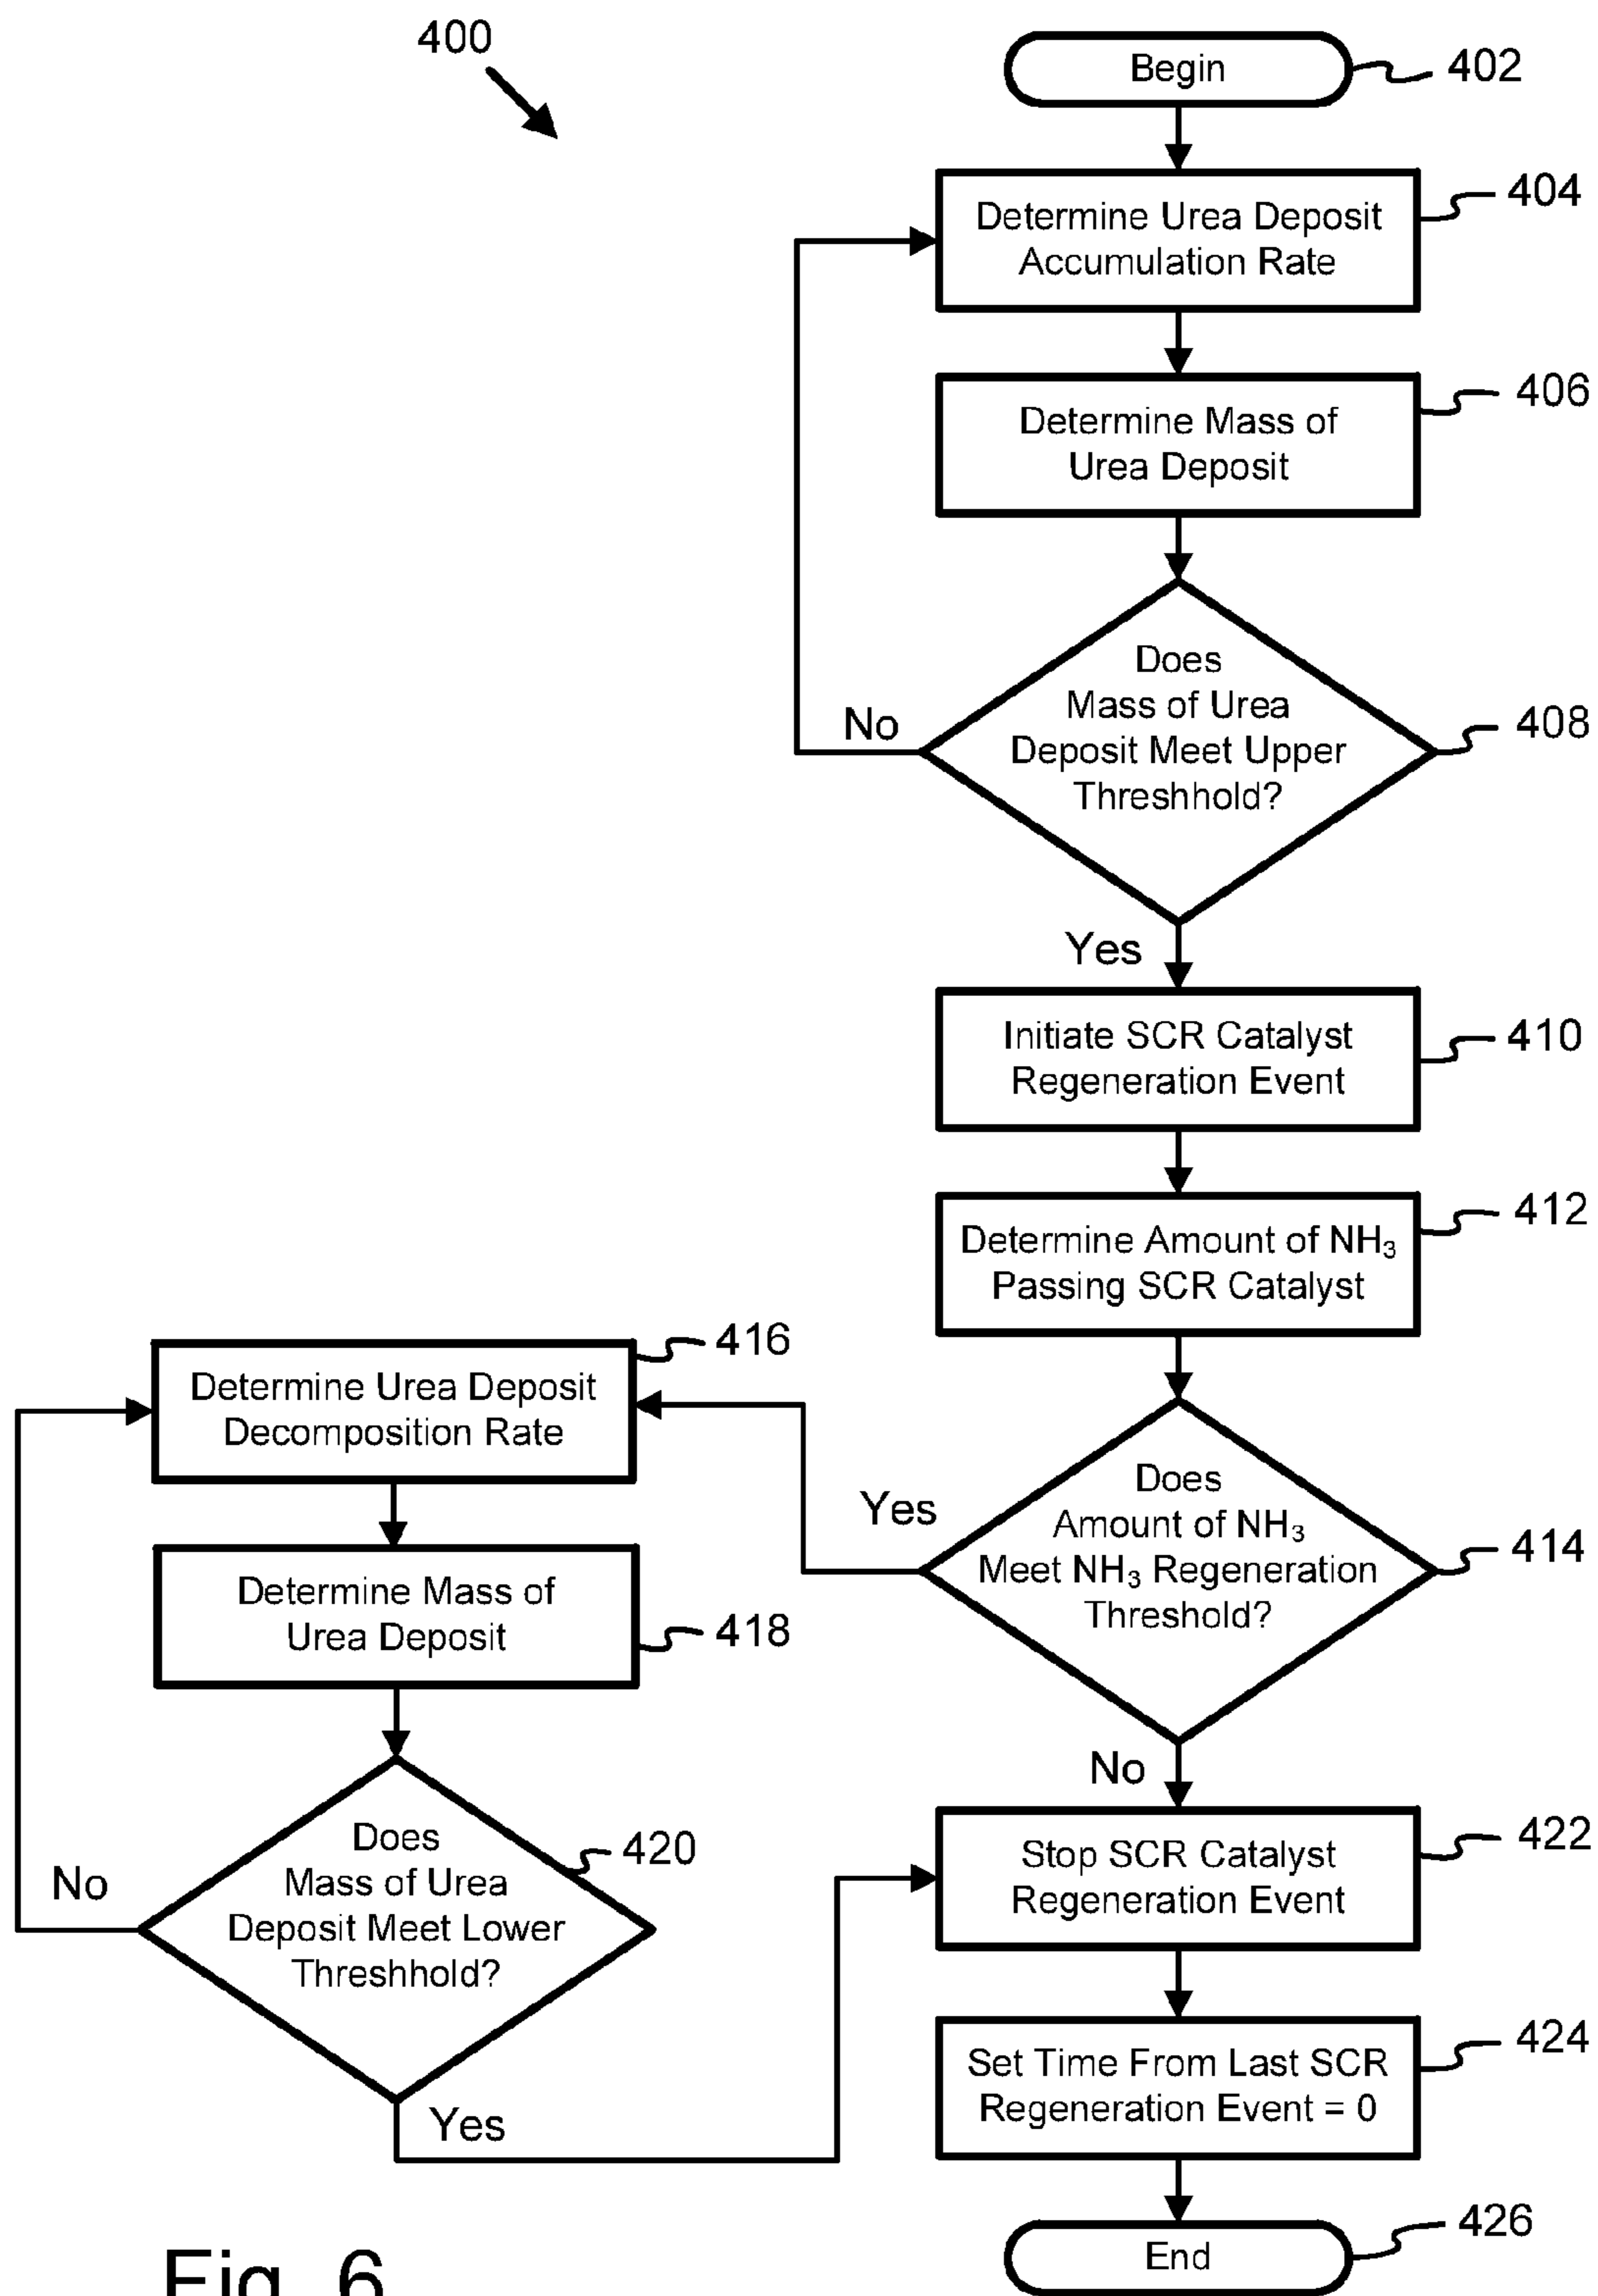 400
Begin
402
Determine Urea Deposit
Accumulation Rate
404
Determine Mass of
Urea Deposit
406
Does
Mass of Urea
Deposit Meet Upper
Threshhold?
408
No
Yes
Initiate SCR Catalyst
Regeneration Event
410
Determine Amount of NH₃
Passing SCR Catalyst
412
Does
Amount of NH₃
Meet NH₃ Regeneration
Threshold?
414
Yes
No
Determine Urea Deposit
Decomposition Rate
416
Determine Mass of
Urea Deposit
418
Does
Mass of Urea
Deposit Meet Lower
Threshhold?
420
No
Yes
Stop SCR Catalyst
Regeneration Event
422
Set Time From Last SCR
Regeneration Event = 0
424
End
426
Fig. 6